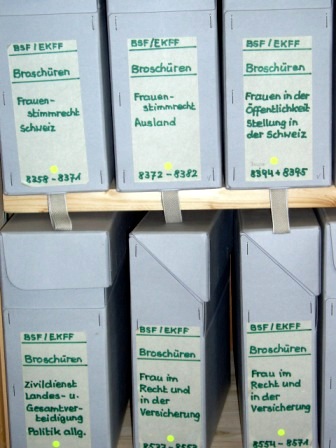 BSF/EKFF
Broschüren
Frauen-
stimmrecht
Schweiz
8358-8371
BSF/EKFF
Broschüren
Frauen-
stimmrecht
Ausland
8372-8382
BSF/EKFF
Broschüren
Frauen in der
Öffentlichkeit
Stellung in
der Schweiz
8394+8395
BSF/EKFF
Broschüren
Zivildienst
Landes- u.
Gesamtver-
teidigung
Politik allg.
BSF/EKFF
Broschüren
Frau im
Recht und
in der
Versicherung
BSF/EKFF
Broschüren
Frau im
Recht und
in der
Versicherung
8554-8571